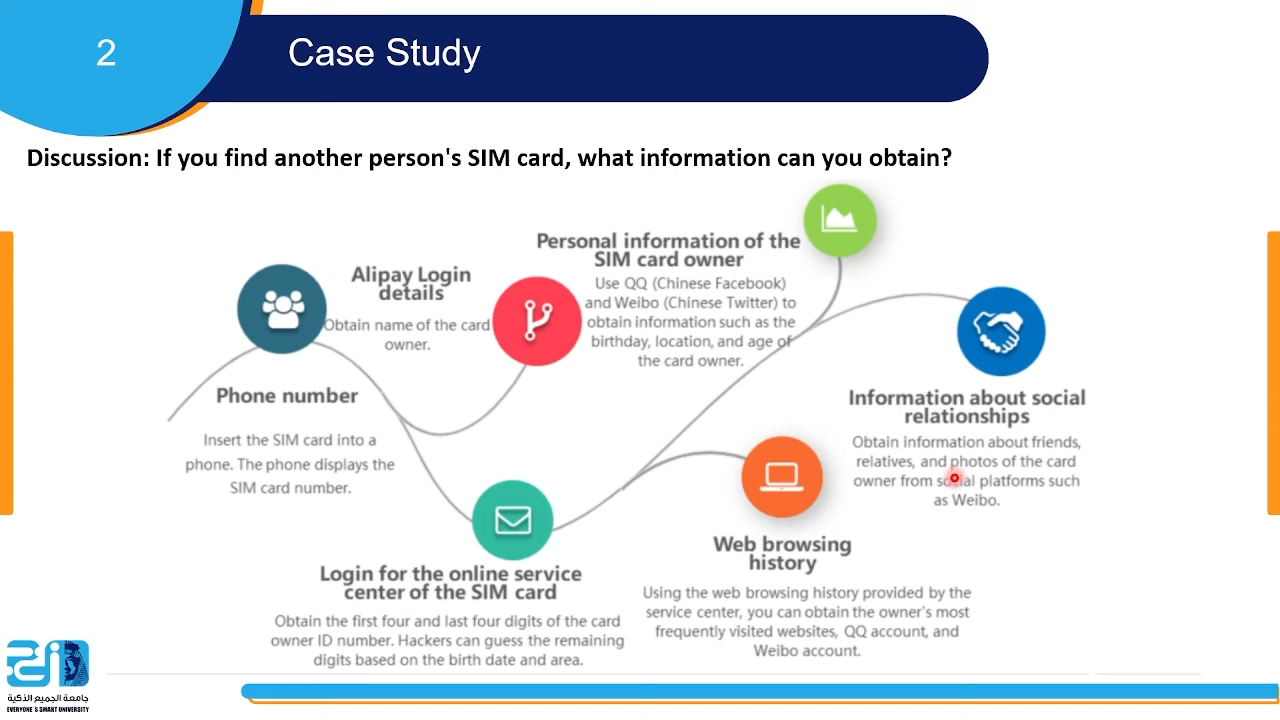 2
Case Study
Discussion: If you find another person's SIM card, what information can you obtain?
Phone number
Insert the SIM card into a
phone. The phone displays the
SIM card number.
Alipay Login
details
Obtain name of the card
owner.
Login for the online service
center of the SIM card
Obtain the first four and last four digits of the card
owner ID number. Hackers can guess the remaining
digits based on the birth date and area.
Personal information of the
SIM card owner
Use QQ (Chinese Facebook)
and Weibo (Chinese Twitter) to
obtain information such as the
birthday, location, and age of
the card owner.
Web browsing
history
Using the web browsing history provided by the
service center, you can obtain the owner's most
frequently visited websites, QQ account, and
Weibo account.
Information about social
relationships
Obtain information about friends,
relatives, and photos of the card
owner from social platforms such
as Weibo.
جامعة الجميع الذكية
EVERYONE'S SMART UNIVERSITY